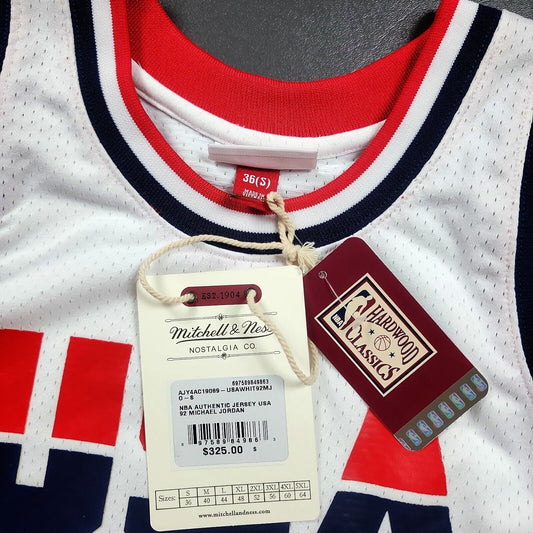 36(S)
EST. 1904
Mitchell & Ness
NOSTALGIA CO.
697589849863
AJY4AC19089-USAWHIT92MJ
O-S
NBA AUTHENTIC JERSEY USA
92 MICHAEL JORDAN
$325.00 S
Sizes: S M L XL 2XL 3XL 4XL 5XL
36 40 44 48 52 56 60 64
www.mitchellandness.com
NBA
HARDWOOD
CLASSICS
USA